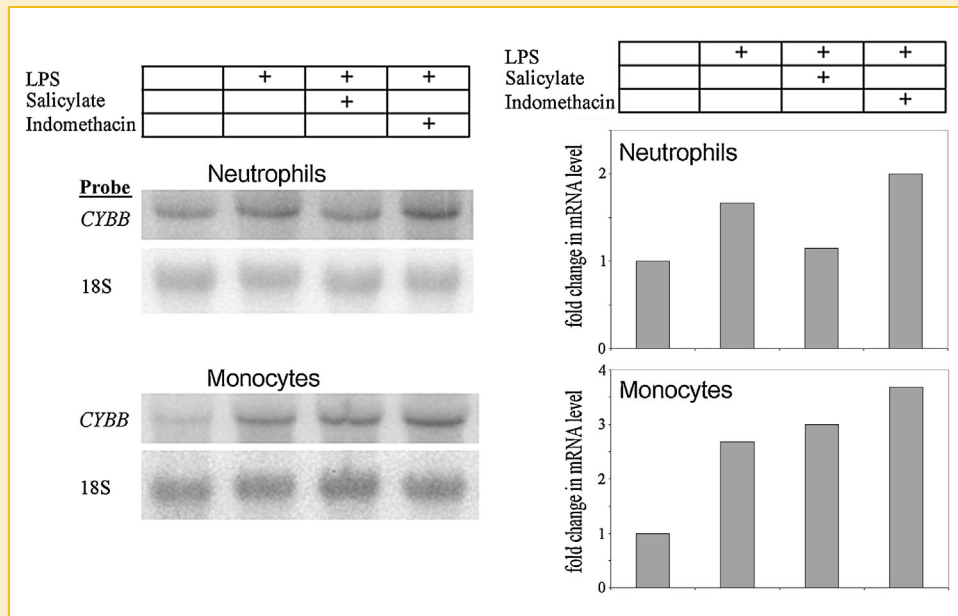 LPS + + +
Salicylate +
Indomethacin +
Probe
Neutrophils
CYBB
18S
Monocytes
CYBB
18S
LPS + + +
Salicylate +
Indomethacin +
Neutrophils
fold change in mRNA level
2
1
0
Monocytes
fold change in mRNA level
4
3
2
1
0